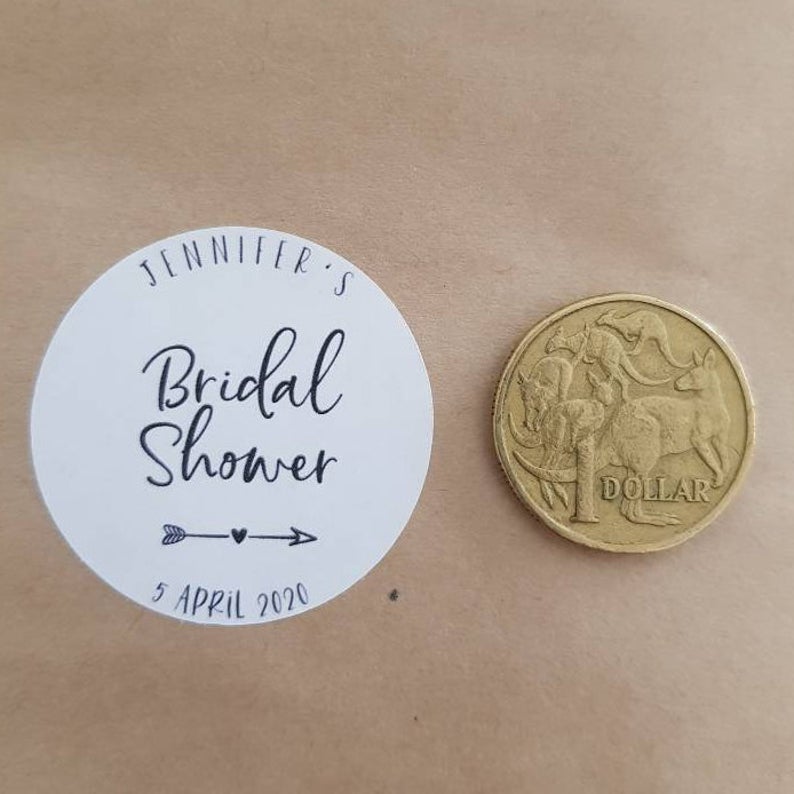 JENNIFER'S
Bridal
Shower
5 APRiL 2020
1
DOLLAR